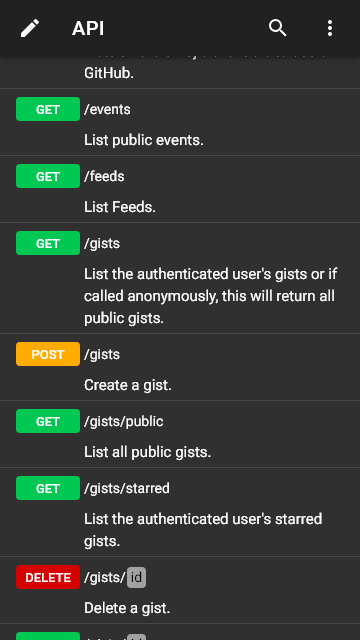 API
GitHub.
GET /events
List public events.
GET /feeds
List Feeds.
GET /gists
List the authenticated user's gists or if
called anonymously, this will return all
public gists.
POST /gists
Create a gist.
GET /gists/public
List all public gists.
GET /gists/starred
List the authenticated user's starred
gists.
DELETE /gists/ id
Delete a gist.